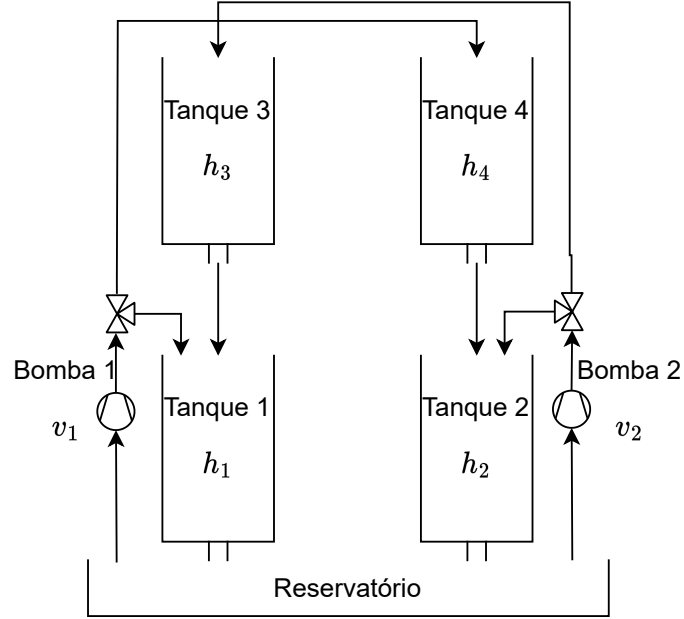 Tanque 3
Tanque 4
h₃
h₄
Bomba 1
Bomba 2
Tanque 1
Tanque 2
v₁
v₂
h₁
h₂
Reservatório